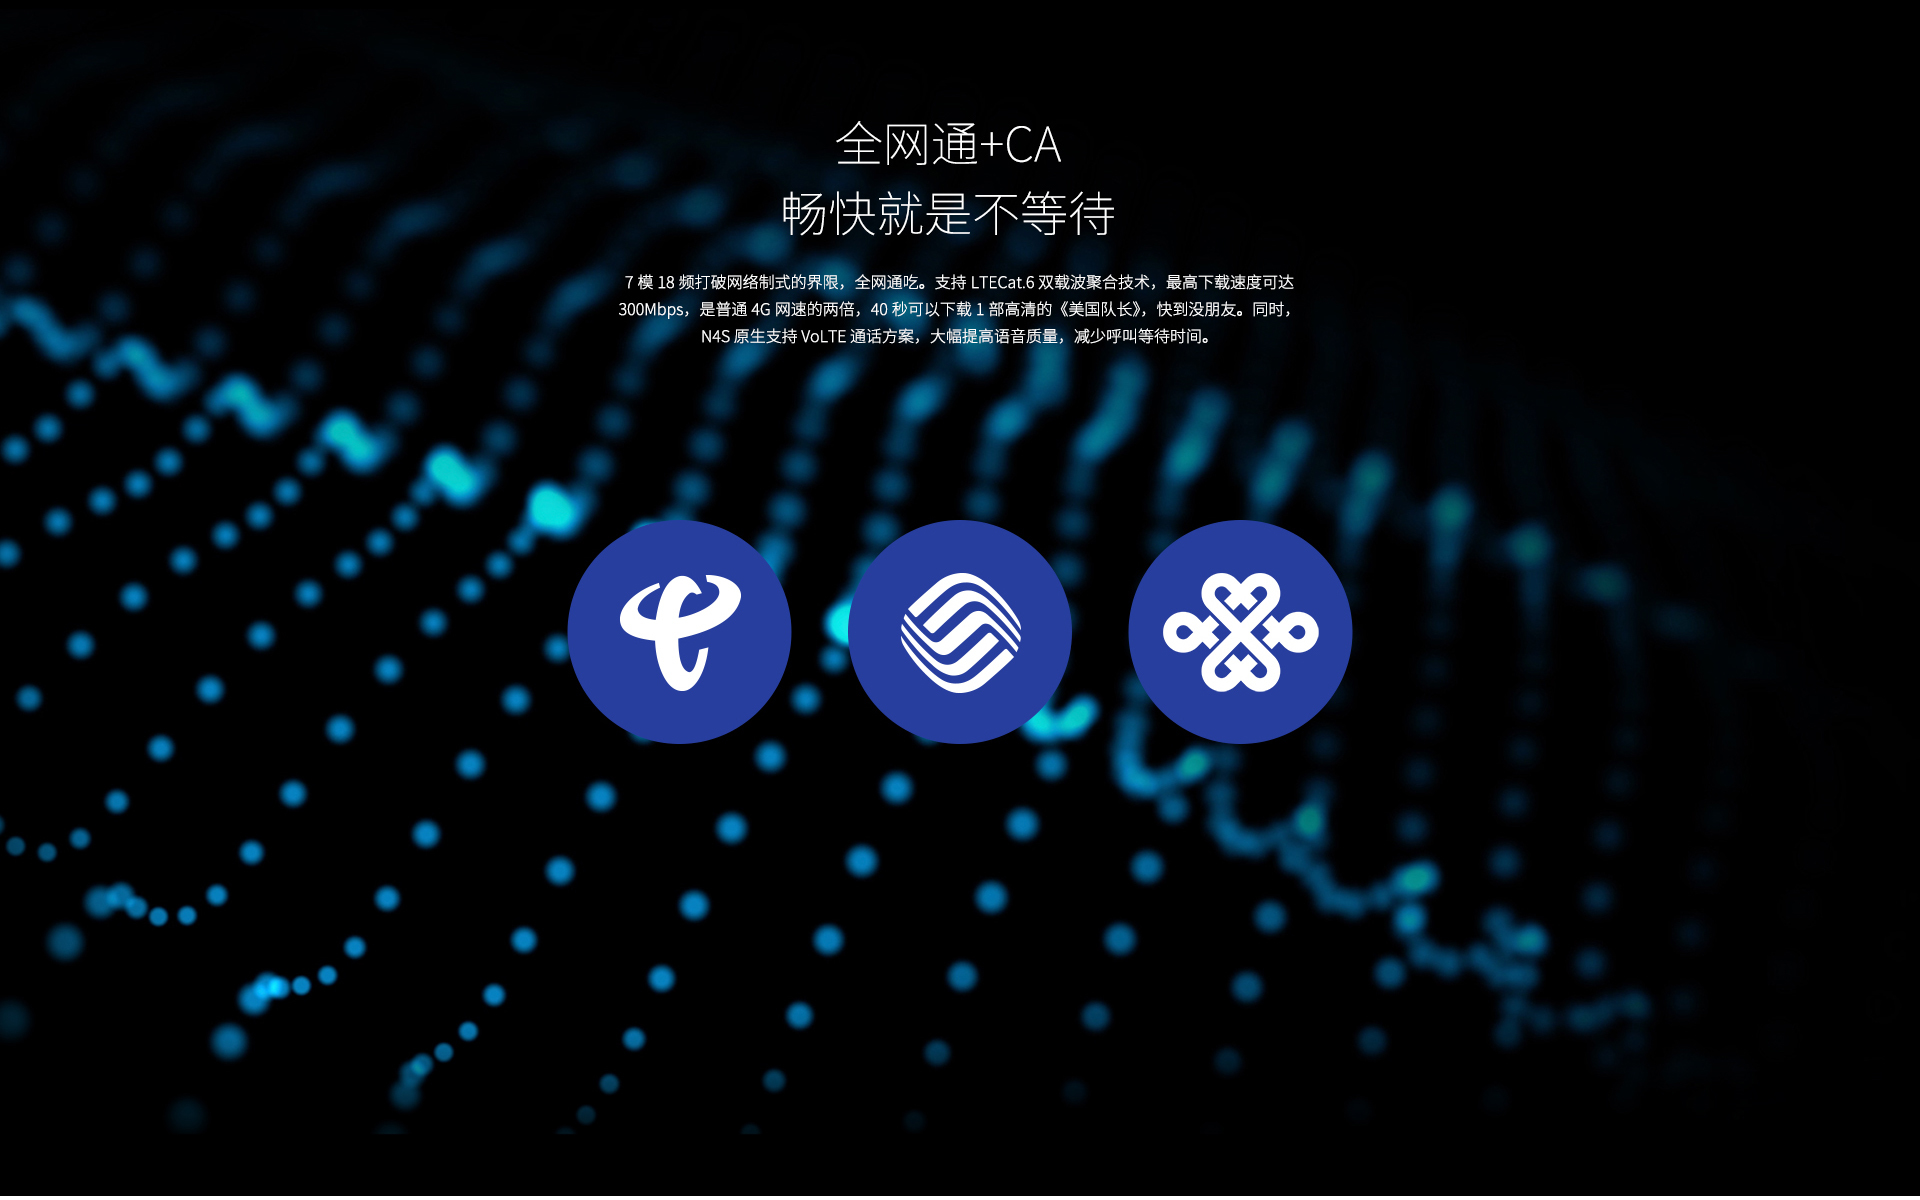 全网通+CA
畅快就是不等待
7 模 18 频打破网络制式的界限，全网通吃。支持 LTECat.6 双载波聚合技术，最高下载速度可达
300Mbps，是普通 4G 网速的两倍，40 秒可以下载 1 部高清的《美国队长》，快到没朋友。同时，
N4S 原生支持 VoLTE 通话方案，大幅提高语音质量，减少呼叫等待时间。